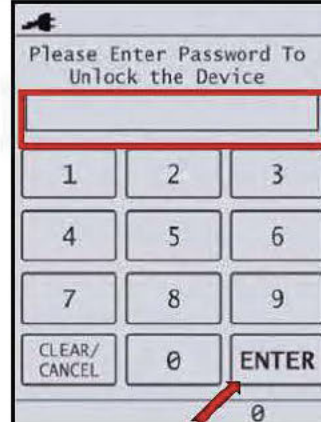 Please Enter Password To
Unlock the Device
1 2 3
4 5 6
7 8 9
CLEAR/ 0 ENTER
CANCEL
0